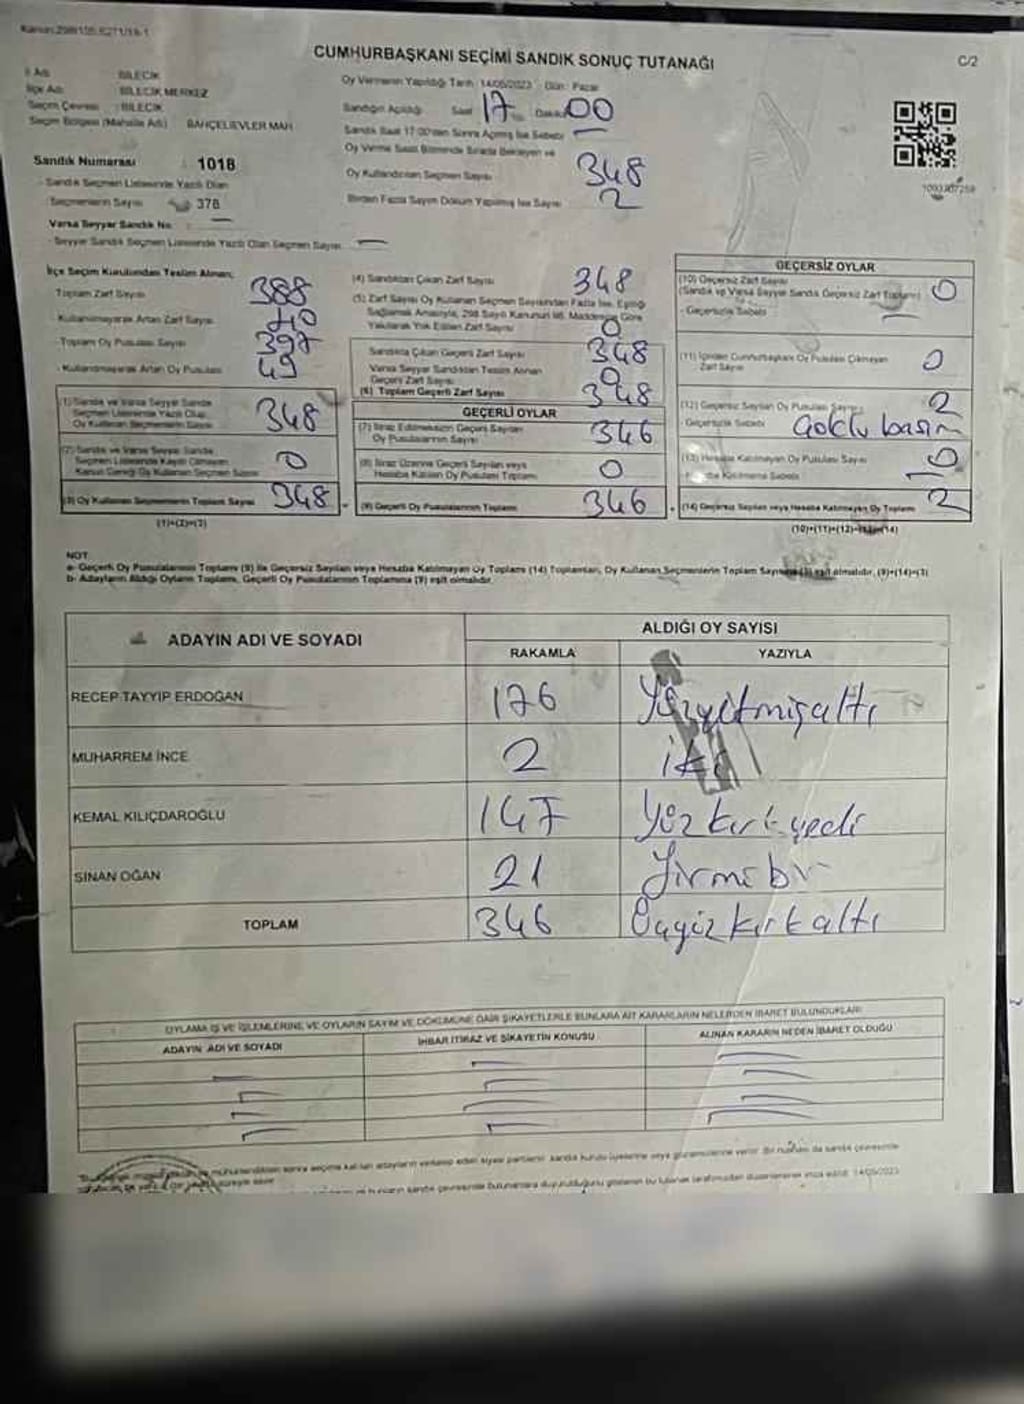 CUMHURBAŞKANI SEÇİMİ SANDIK SONUÇ TUTANAĞI
C/2
İl Adı : BİLECİK
İlçe Adı : BİLECİK MERKEZ
Seçim Çevresi : BİLECİK
Seçim Bölgesi (Mahalle Adı) : BAHÇELİEVLER MAH.
Oy Vermenin Yapıldığı Tarih : 14/05/2023 Gün : Pazar
Sandığın Açıldığı Saat 17 Dakika 00
Sandık Saat 17.00'den Sonra Açılmış İse Sebebi
Oy Verme Saati Bitiminde Sırada Bekleyen ve
Oy Kullandırılan Seçmen Sayısı 348
Birden Fazla Sayım Döküm Yapılmış İse Sayısı 2
Sandık Numarası : 1018
- Sandık Seçmen Listesinde Yazılı Olan
Seçmenlerin Sayısı : 378
Varsa Seyyar Sandık No :
- Seyyar Sandık Seçmen Listesinde Yazılı Olan Seçmen Sayısı
İlçe Seçim Kurulundan Teslim Alınan;
Toplam Zarf Sayısı 388
- Kullanılmayarak Artan Zarf Sayısı 40
- Toplam Oy Pusulası Sayısı 397
- Kullanılmayarak Artan Oy Pusulası 49
(1) Sandık ve Varsa Seyyar Sandık
Seçmen Listesinde Yazılı Olup
Oy Kullanan Seçmenlerin Sayısı 348
(2) Sandık ve Varsa Seyyar Sandık
Seçmen Listesinde Kayıtlı Olmayan
Kanun Gereği Oy Kullanan Seçmen Sayısı 0
(3) Oy Kullanan Seçmenlerin Toplam Sayısı 348
(1)+(2)=(3)
(4) Sandıktan Çıkan Zarf Sayısı 348
(5) Zarf Sayısı Oy Kullanan Seçmen Sayısından Fazla İse, Eşitliği
Sağlamak Amacıyla, 298 Sayılı Kanunun 98. Maddesine Göre
Yakılarak Yok Edilen Zarf Sayısı 0
Sandıkta Çıkan Geçerli Zarf Sayısı 348
Varsa Seyyar Sandıktan Teslim Alınan
Geçerli Zarf Sayısı 0
(6) Toplam Geçerli Zarf Sayısı 348
GEÇERLİ OYLAR
(7) İtiraz Edilmeksizin Geçerli Sayılan
Oy Pusulalarının Sayısı 346
(8) İtiraz Üzerine Geçerli Sayılan veya
Hesaba Katılan Oy Pusulası Toplamı 0
(9) Geçerli Oy Pusulalarının Toplamı 346
GEÇERSİZ OYLAR
(10) Geçersiz Zarf Sayısı 0
(Sandık ve Varsa Seyyar Sandık Geçersiz Zarf Toplamı)
- Geçersizlik Sebebi
(11) İçinden Cumhurbaşkanı Oy Pusulası Çıkmayan
Zarf Sayısı 0
(12) Geçersiz Sayılan Oy Pusulası Sayısı 2
- Geçersizlik Sebebi
(13) Hesaba Katılmayan Oy Pusulası Sayısı 0
(14) Geçersiz Sayılan veya Hesaba Katılmayan Oy Toplamı 2
(10)+(11)+(12)+(13)=(14)
NOT
a- Geçerli Oy Pusulalarının Toplamı (9) ile Geçersiz Sayılan veya Hesaba Katılmayan Oy Toplamı (14) Toplamları, Oy Kullanan Seçmenlerin Toplam Sayısına (3) eşit olmalıdır. (9)+(14)=(3)
b- Adayların Aldığı Oyların Toplamı, Geçerli Oy Pusulalarının Toplamına (9) eşit olmalıdır.
ADAYIN ADI VE SOYADI
ALDIĞI OY SAYISI
RAKAMLA YAZIYLA
RECEP TAYYİP ERDOĞAN 176 Yüzyetmişaltı
MUHARREM İNCE 2 iki
KEMAL KILIÇDAROĞLU 147 Yüzkırkyedi
SİNAN OĞAN 21 Yirmibir
TOPLAM 346 Üçyüzkırkaltı
OYLAMA İŞ VE İŞLEMLERİNE VE OYLARIN SAYIM VE DÖKÜMÜNE DAİR ŞİKAYETLERLE BUNLARA AİT KARARLARIN NELERDEN İBARET BULUNDUKLARI
ADAYIN ADI VE SOYADI
İHBAR İTİRAZ VE ŞİKAYETİN KONUSU
ALINAN KARARIN NEDEN İBARET OLDUĞU